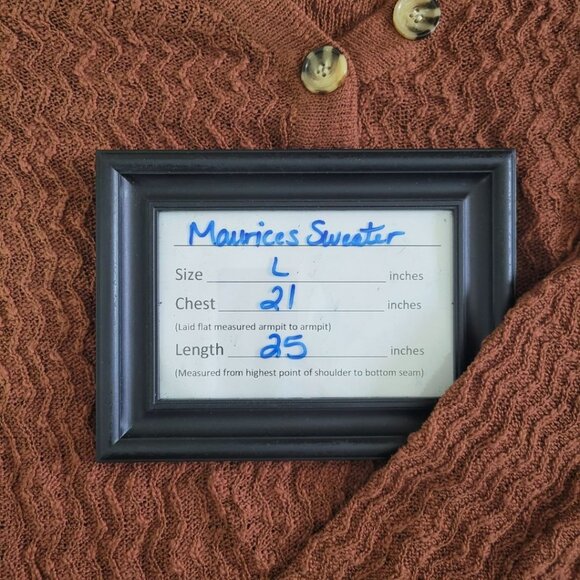 Maurices Sweater
Size L inches
Chest 21 inches
(Laid flat measured armpit to armpit)
Length 25 inches
(Measured from highest point of shoulder to bottom seam)